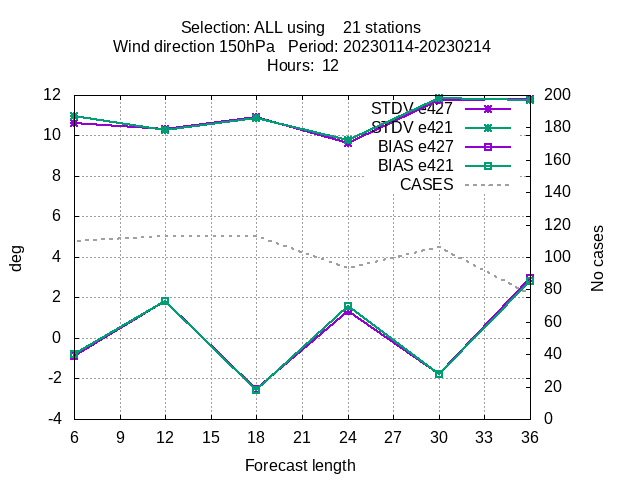 Selection: ALL using    21 stations
Wind direction 150hPa   Period: 20230114-20230214
Hours:  12
12 200
STDV e427
10 180
STDV e421
BIAS e427
8 160
BIAS e421
CASES
6 140
4 120
2 100
0 80
-2 60
-4 40
20
0
deg
No cases
6 9 12 15 18 21 24 27 30 33 36
Forecast length